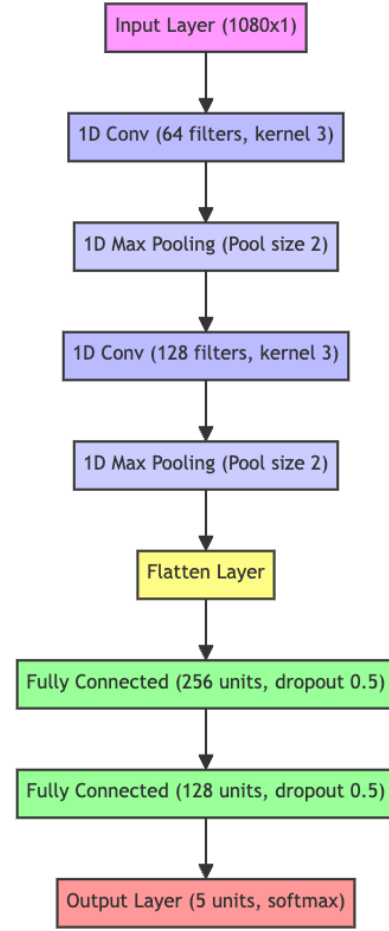 Input Layer (1080x1)
1D Conv (64 filters, kernel 3)
1D Max Pooling (Pool size 2)
1D Conv (128 filters, kernel 3)
1D Max Pooling (Pool size 2)
Flatten Layer
Fully Connected (256 units, dropout 0.5)
Fully Connected (128 units, dropout 0.5)
Output Layer (5 units, softmax)